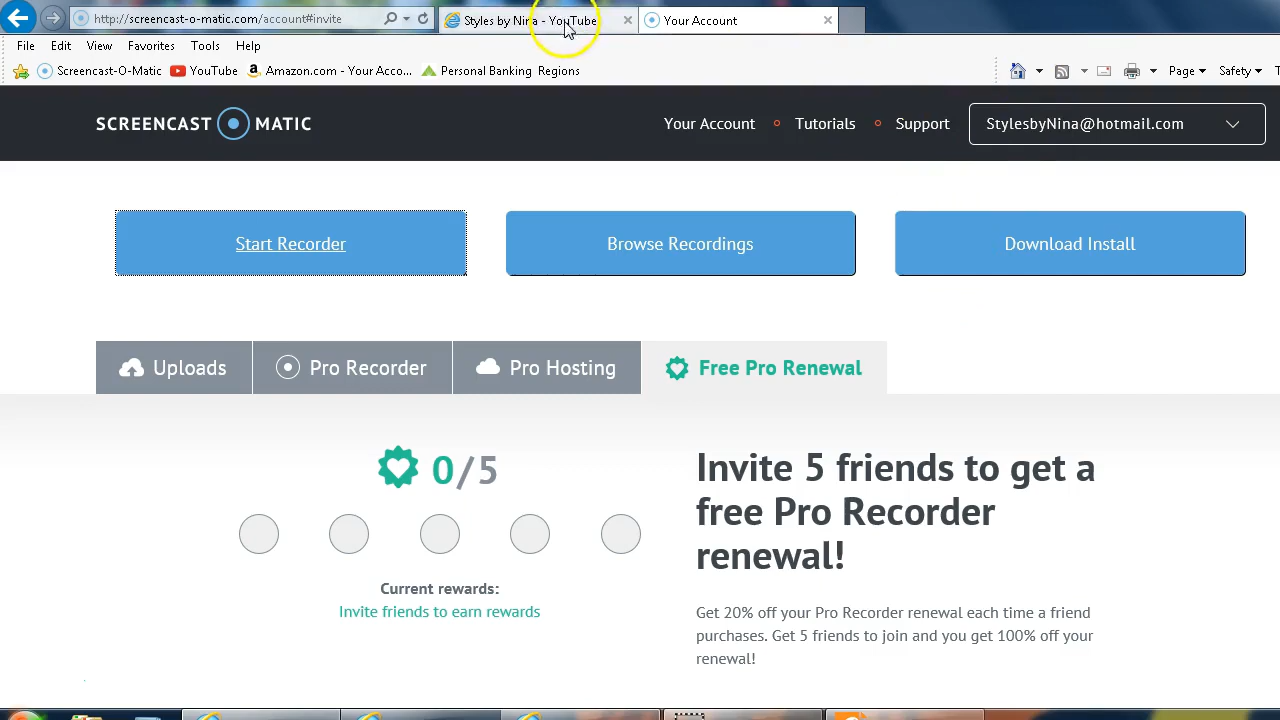 http://screencast-o-matic.com/account#invite
Styles by Nina - YouTube
Your Account
File Edit View Favorites Tools Help
Screencast-O-Matic YouTube Amazon.com - Your Acco... Personal Banking Regions
Page Safety
SCREENCAST MATIC
Your Account Tutorials Support StylesbyNina@hotmail.com
Start Recorder Browse Recordings Download Install
Uploads Pro Recorder Pro Hosting Free Pro Renewal
0/5
Current rewards:
Invite friends to earn rewards
Invite 5 friends to get a
free Pro Recorder
renewal!
Get 20% off your Pro Recorder renewal each time a friend
purchases. Get 5 friends to join and you get 100% off your
renewal!